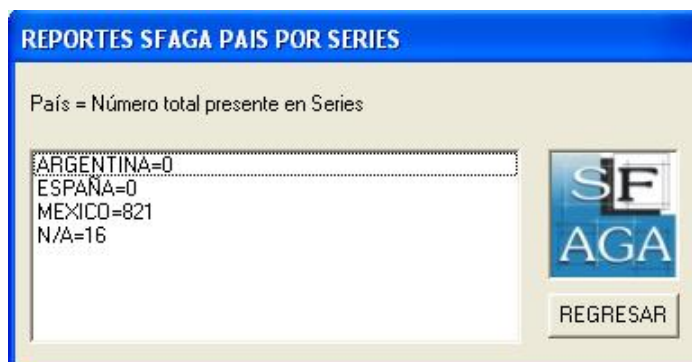 REPORTES SFAGA PAIS POR SERIES
País = Número total presente en Series
ARGENTINA=0
ESPAÑA=0
MEXICO=821
N/A=16
SF
AGA
REGRESAR